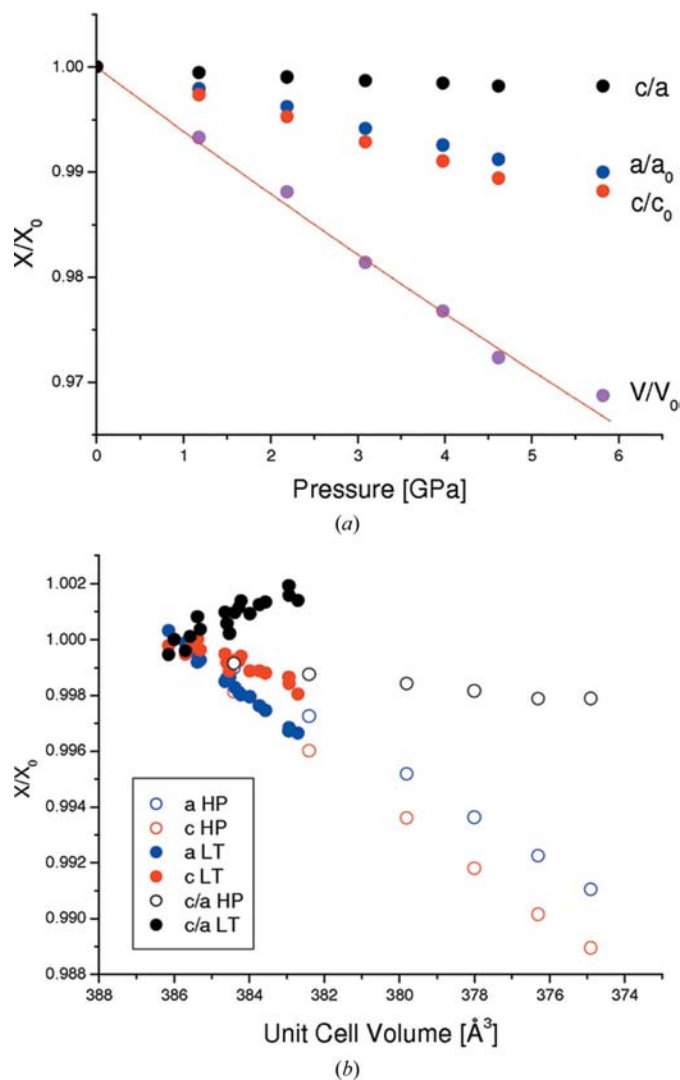 1.00
c/a
0.99
a/a0
c/c0
X/X0
0.98
0.97
V/V0
0 1 2 3 4 5 6
Pressure [GPa]
(a)
1.002
1.000
0.998
0.996
X/X0
0.994
a HP
c HP
0.992
a LT
c LT
0.990
c/a HP
c/a LT
0.988
388 386 384 382 380 378 376 374
Unit Cell Volume [Å3]
(b)